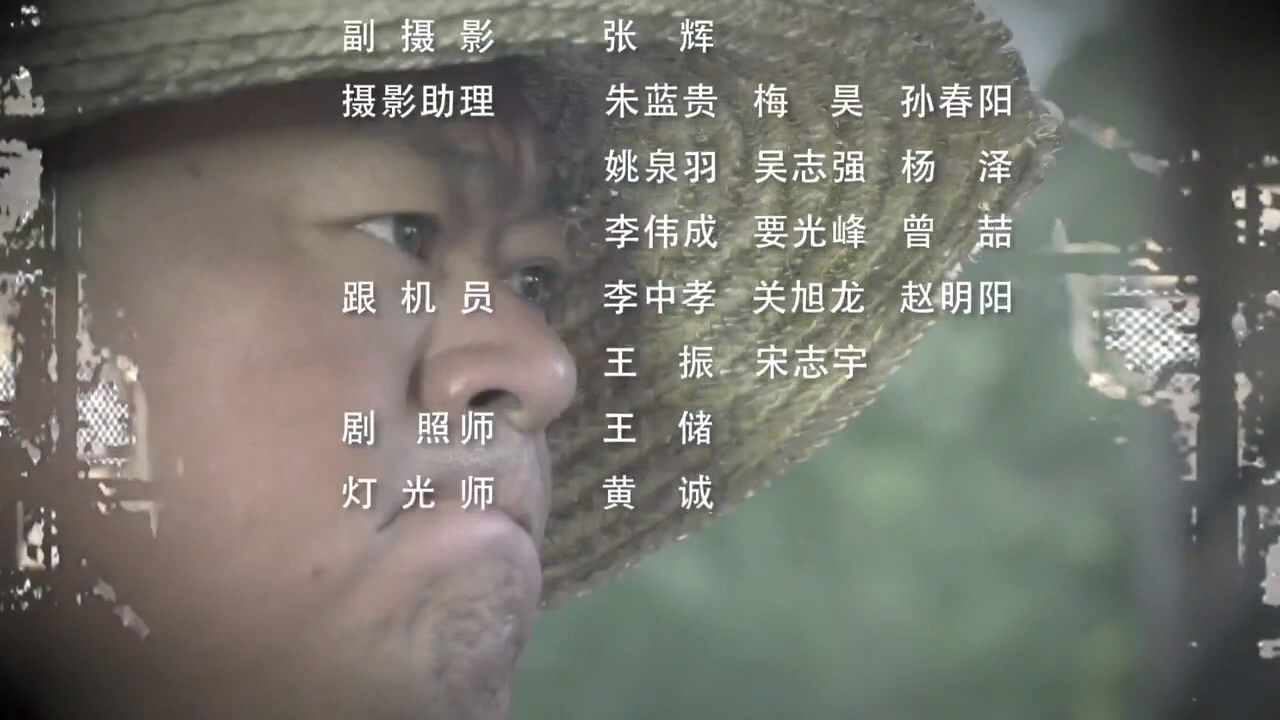 副摄影 张辉
摄影助理 朱蓝贵 梅昊 孙春阳
姚泉羽 吴志强 杨泽
李伟成 要光峰 曾喆
跟机员 李中孝 关旭龙 赵明阳
王振 宋志宇
剧照师 王储
灯光师 黄诚